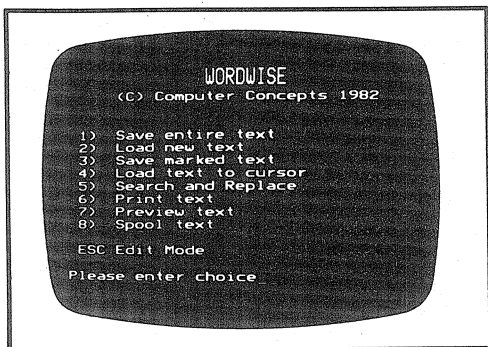 WORDWISE
(C) Computer Concepts 1982
1) Save entire text
2) Load new text
3) Save marked text
4) Load text to cursor
5) Search and Replace
6) Print text
7) Preview text
8) Spool text
ESC Edit Mode
Please enter choice_